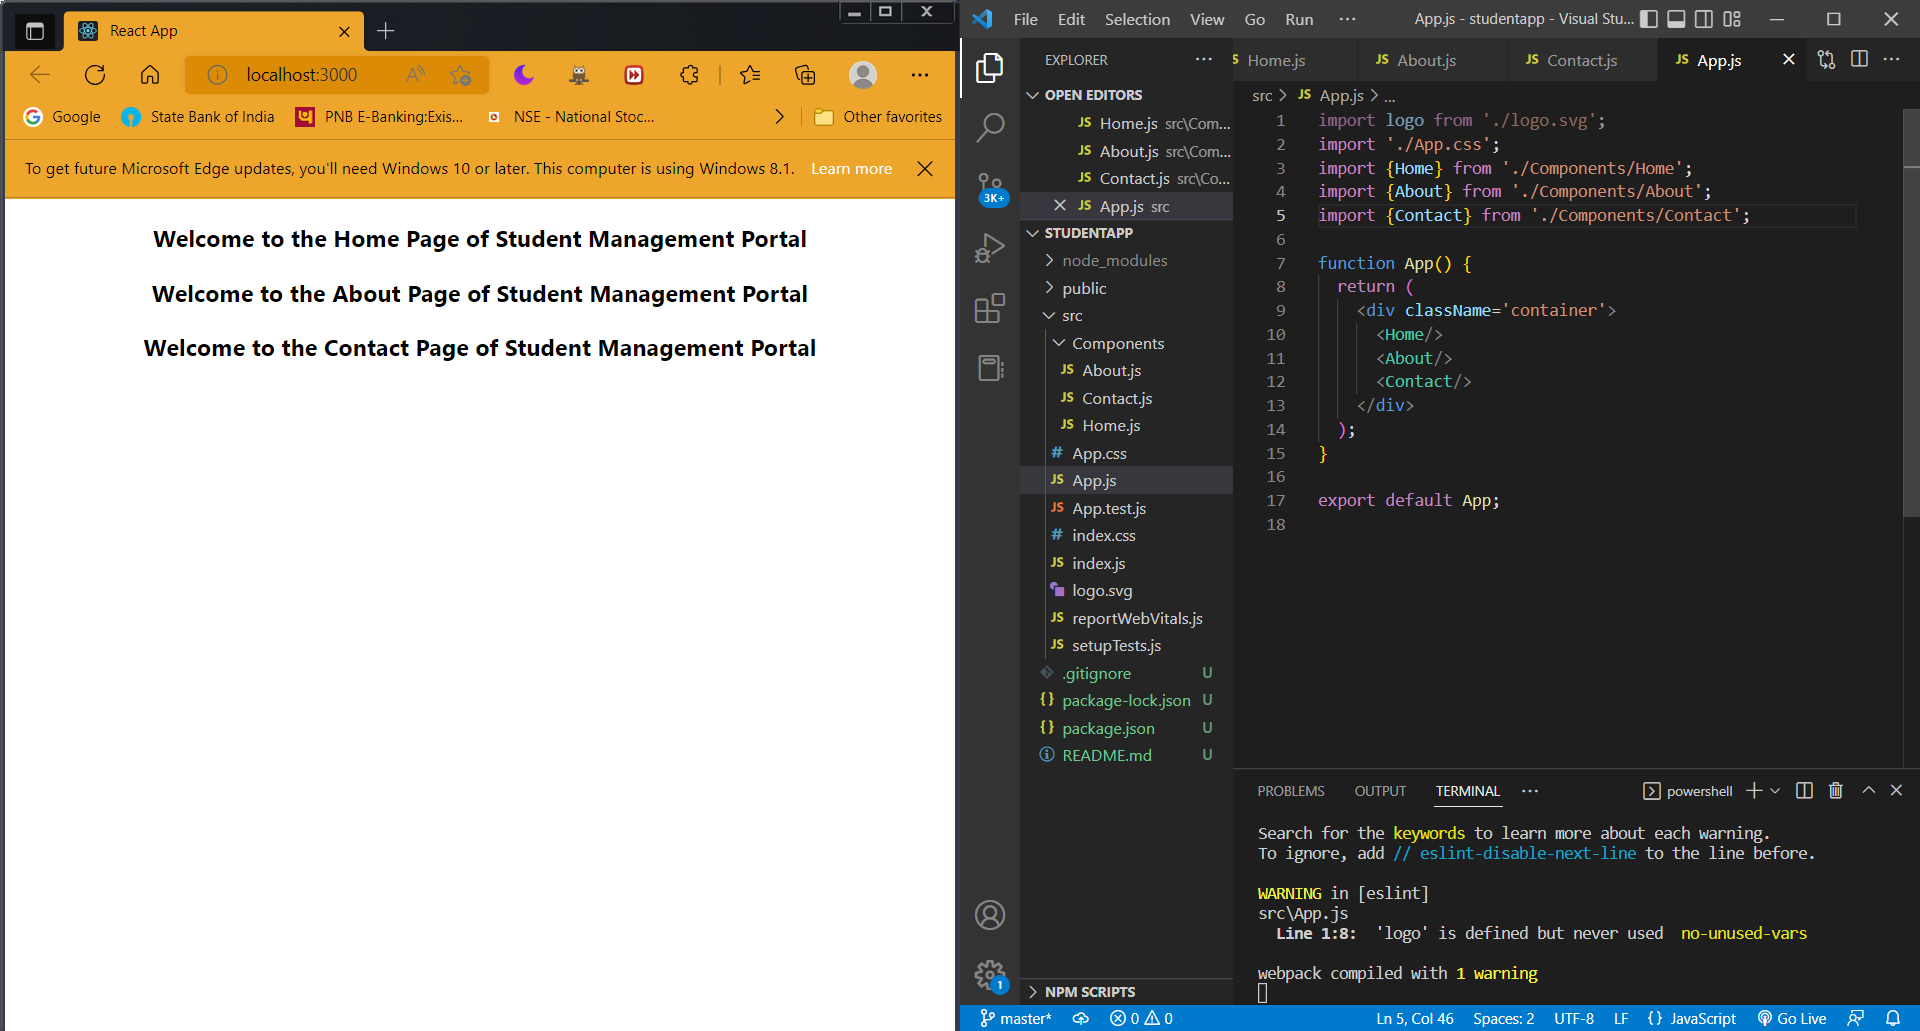 React App
localhost:3000
Google
State Bank of India
PNB E-Banking:Exis...
NSE - National Stoc...
Other favorites
To get future Microsoft Edge updates, you'll need Windows 10 or later. This computer is using Windows 8.1. Learn more
Welcome to the Home Page of Student Management Portal
Welcome to the About Page of Student Management Portal
Welcome to the Contact Page of Student Management Portal
File Edit Selection View Go Run ··· App.js - studentapp - Visual Stu...
EXPLORER ···
OPEN EDITORS
JS Home.js src\Com...
JS About.js src\Com...
JS Contact.js src\Co...
JS App.js src
STUDENTAPP
node_modules
public
src
Components
JS About.js
JS Contact.js
JS Home.js
# App.css
JS App.js
JS App.test.js
# index.css
JS index.js
logo.svg
JS reportWebVitals.js
JS setupTests.js
.gitignore U
{} package-lock.json U
{} package.json U
README.md U
NPM SCRIPTS
3K+
1
JS Home.js
JS About.js
JS Contact.js
JS App.js
src > JS App.js > ...
1 import logo from './logo.svg';
2 import './App.css';
3 import {Home} from './Components/Home';
4 import {About} from './Components/About';
5 import {Contact} from './Components/Contact';
6
7 function App() {
8 return (
9 <div className='container'>
10 <Home/>
11 <About/>
12 <Contact/>
13 </div>
14 );
15 }
16
17 export default App;
18
PROBLEMS OUTPUT TERMINAL ··· powershell
Search for the keywords to learn more about each warning.
To ignore, add // eslint-disable-next-line to the line before.
WARNING in [eslint]
src\App.js
Line 1:8: 'logo' is defined but never used no-unused-vars
webpack compiled with 1 warning
master* 0 0 Ln 5, Col 46 Spaces: 2 UTF-8 LF {} JavaScript Go Live